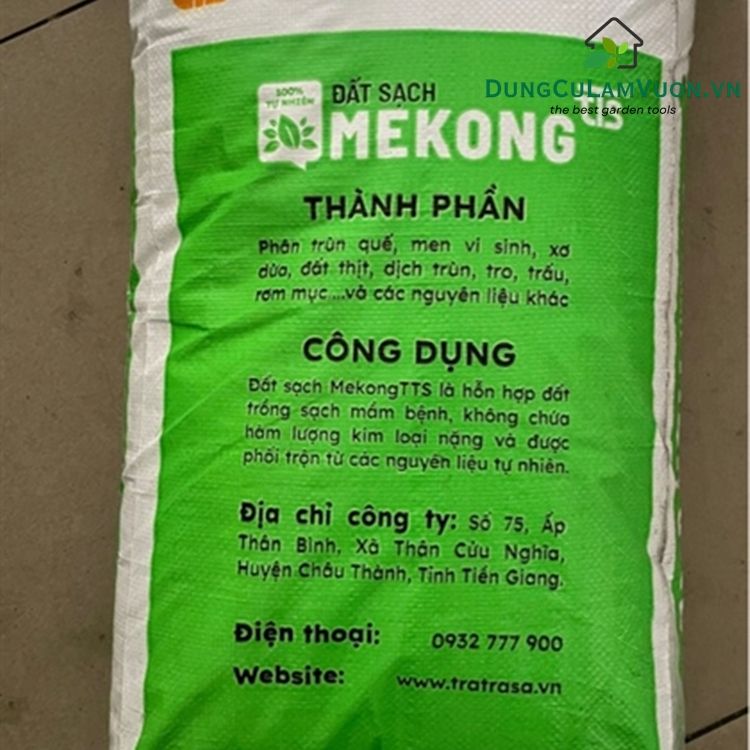 DUNGCULAMVUON.VN
the best garden tools
100%
TỰ NHIÊN
ĐẤT SẠCH
MEKONG
THÀNH PHẦN
Phân trùn quế, men vi sinh, xơ
dừa, đất thịt, dịch trùn, tro, trấu,
rơm mục ...và các nguyên liệu khác
CÔNG DỤNG
Đất sạch MekongTTS là hỗn hợp đất
trồng sạch mầm bệnh, không chứa
hàm lượng kim loại nặng và được
phối trộn từ các nguyên liệu tự nhiên.
Địa chỉ công ty: Số 75, Ấp
Thân Bình, Xã Thân Cửu Nghĩa,
Huyện Châu Thành, Tỉnh Tiền Giang.
Điện thoại: 0932 777 900
Website: www.tratrasa.vn